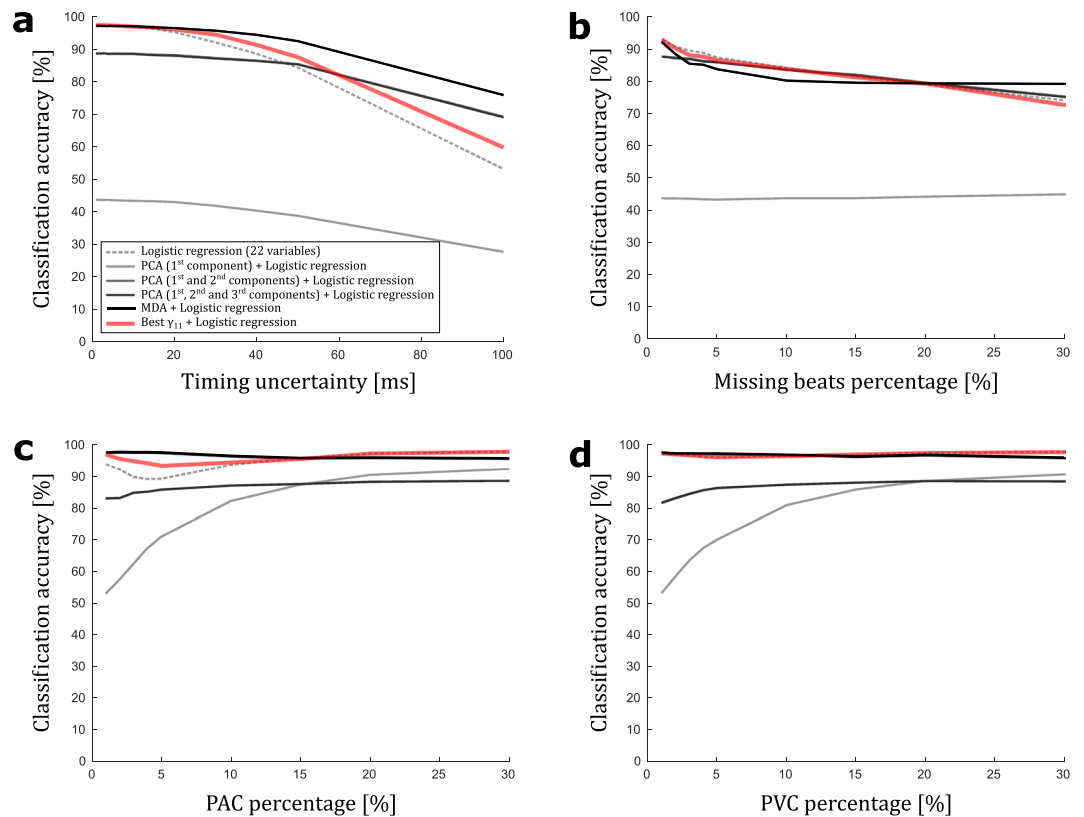 a
Classification accuracy [%]
100
90
80
70
60
50
40
30
20
10
0
Logistic regression (22 variables)
PCA (1st component) + Logistic regression
PCA (1st and 2nd components) + Logistic regression
PCA (1st, 2nd and 3rd components) + Logistic regression
MDA + Logistic regression
Best γ11 + Logistic regression
0 20 40 60 80 100
Timing uncertainty [ms]
b
Classification accuracy [%]
100
90
80
70
60
50
40
30
20
10
0
0 5 10 15 20 25 30
Missing beats percentage [%]
c
Classification accuracy [%]
100
90
80
70
60
50
40
30
20
10
0
0 5 10 15 20 25 30
PAC percentage [%]
d
Classification accuracy [%]
100
90
80
70
60
50
40
30
20
10
0
0 5 10 15 20 25 30
PVC percentage [%]